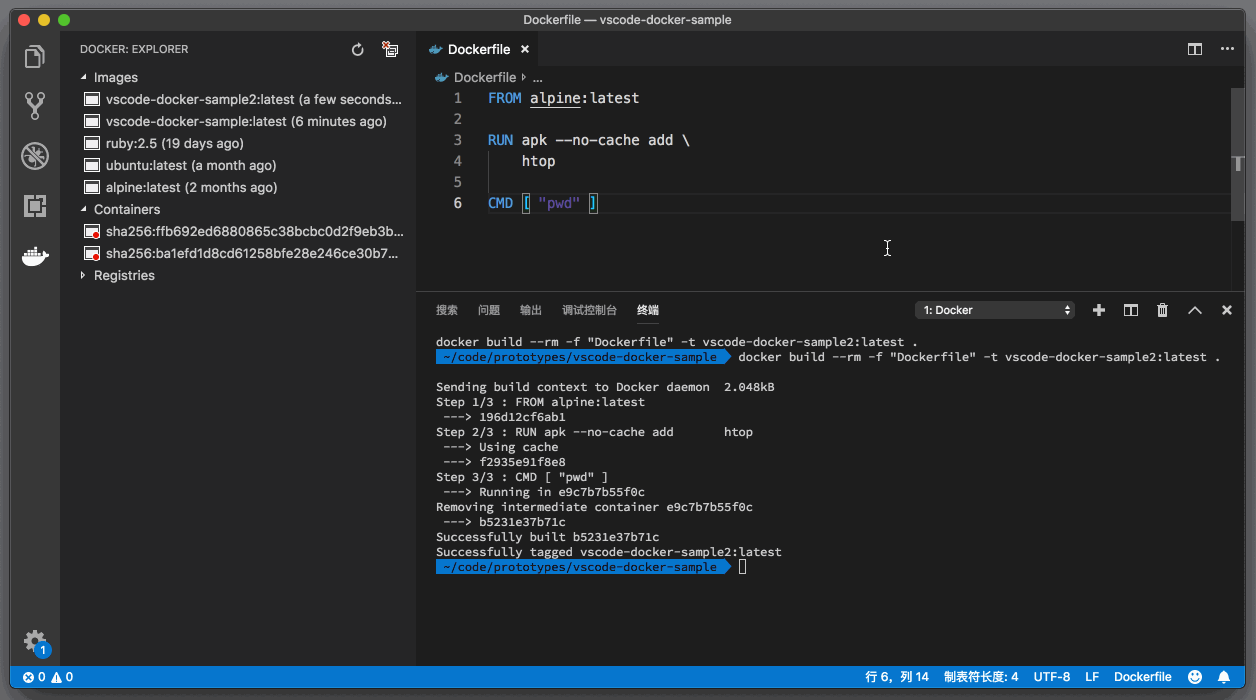 Dockerfile — vscode-docker-sample
DOCKER: EXPLORER
Images
vscode-docker-sample2:latest (a few seconds...
vscode-docker-sample:latest (6 minutes ago)
ruby:2.5 (19 days ago)
ubuntu:latest (a month ago)
alpine:latest (2 months ago)
Containers
sha256:ffb692ed6880865c38bcbc0d2f9eb3b...
sha256:ba1efd1d8cd61258bfe28e246ce30b7...
Registries
1
Dockerfile ×
Dockerfile ▸ ...
1 FROM alpine:latest
2
3 RUN apk --no-cache add \
4 htop
5
6 CMD [ "pwd" ]
搜索 问题 输出 调试控制台 终端 1: Docker
docker build --rm -f "Dockerfile" -t vscode-docker-sample2:latest .
~/code/prototypes/vscode-docker-sample docker build --rm -f "Dockerfile" -t vscode-docker-sample2:latest .
Sending build context to Docker daemon 2.048kB
Step 1/3 : FROM alpine:latest
---> 196d12cf6ab1
Step 2/3 : RUN apk --no-cache add htop
---> Using cache
---> f2935e91f8e8
Step 3/3 : CMD [ "pwd" ]
---> Running in e9c7b7b55f0c
Removing intermediate container e9c7b7b55f0c
---> b5231e37b71c
Successfully built b5231e37b71c
Successfully tagged vscode-docker-sample2:latest
~/code/prototypes/vscode-docker-sample
0 0 行 6，列 14 制表符长度: 4 UTF-8 LF Dockerfile